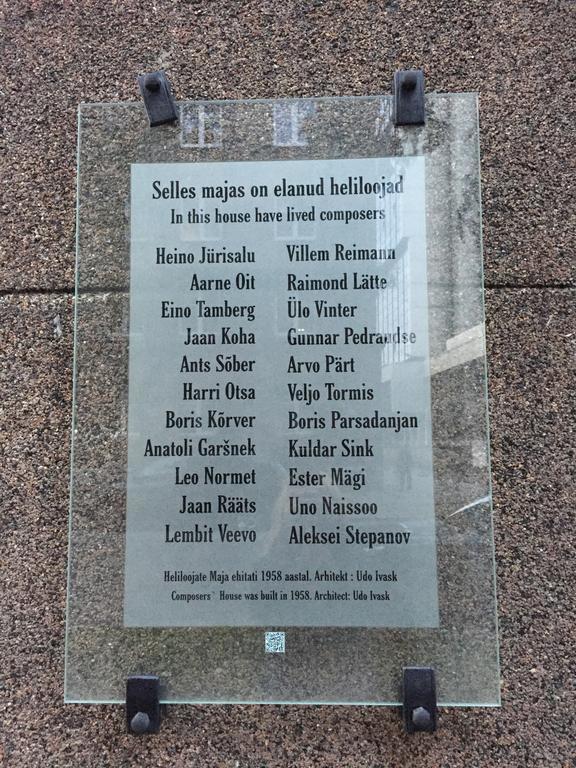 Selles majas on elanud heliloojad
In this house have lived composers
Heino Jürisalu
Aarne Oit
Eino Tamberg
Jaan Koha
Ants Sõber
Harri Otsa
Boris Kõrver
Anatoli Garšnek
Leo Normet
Jaan Rääts
Lembit Veevo
Villem Reimann
Raimond Lätte
Ülo Vinter
Gunnar Pedraudse
Arvo Pärt
Veljo Tormis
Boris Parsadanjan
Kuldar Sink
Ester Mägi
Uno Naissoo
Aleksei Stepanov
Heliloojate Maja ehitati 1958 aastal. Arhitekt : Udo Ivask
Composers` House was built in 1958. Architect: Udo Ivask